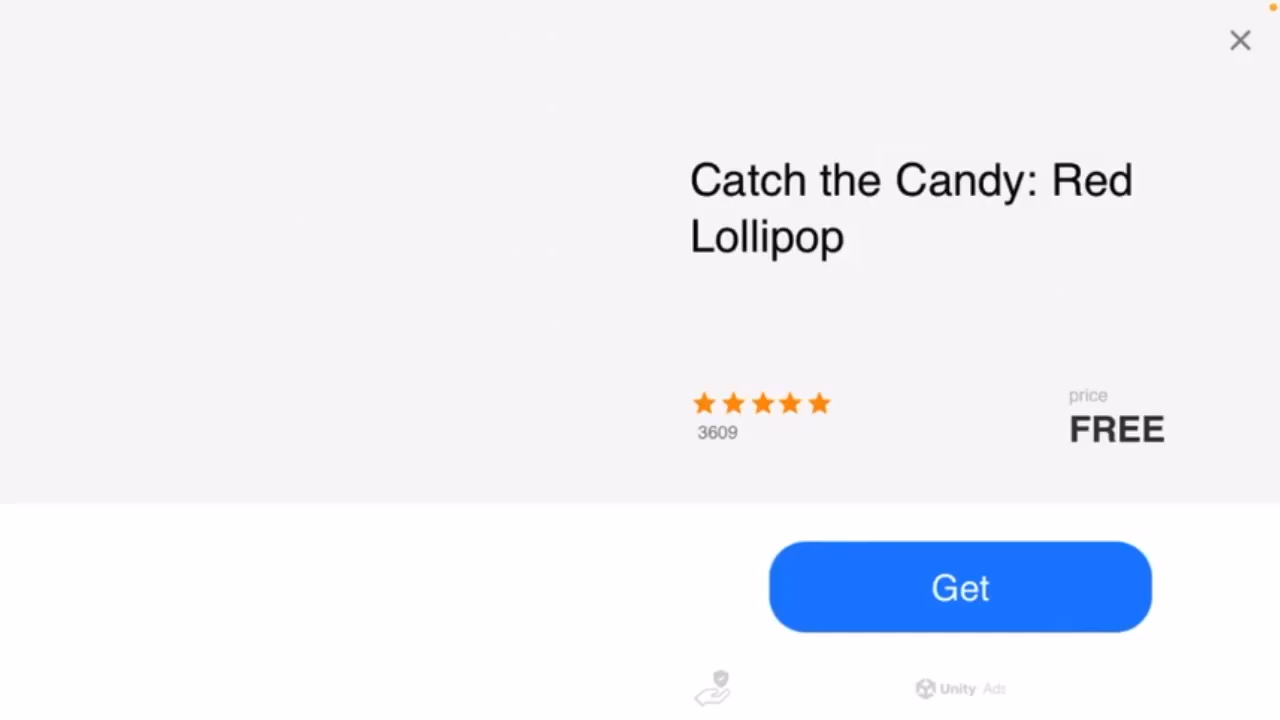 Catch the Candy: Red
Lollipop
price
3609
FREE
Get
Unity Ads